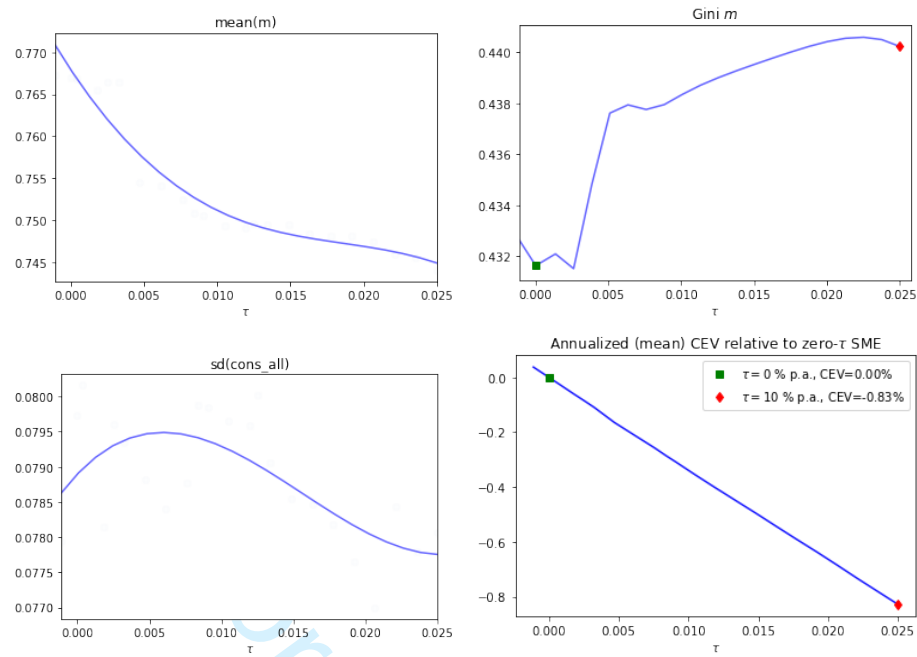 mean(m)
0.770
0.765
0.760
0.755
0.750
0.745
0.000 0.005 0.010 0.015 0.020 0.025
τ
Gini m
0.440
0.438
0.436
0.434
0.432
0.000 0.005 0.010 0.015 0.020 0.025
τ
sd(cons_all)
0.0800
0.0795
0.0790
0.0785
0.0780
0.0775
0.0770
0.000 0.005 0.010 0.015 0.020 0.025
τ
Annualized (mean) CEV relative to zero-τ SME
τ = 0 % p.a., CEV=0.00%
τ = 10 % p.a., CEV=-0.83%
0.0
−0.2
−0.4
−0.6
−0.8
0.000 0.005 0.010 0.015 0.020 0.025
τ